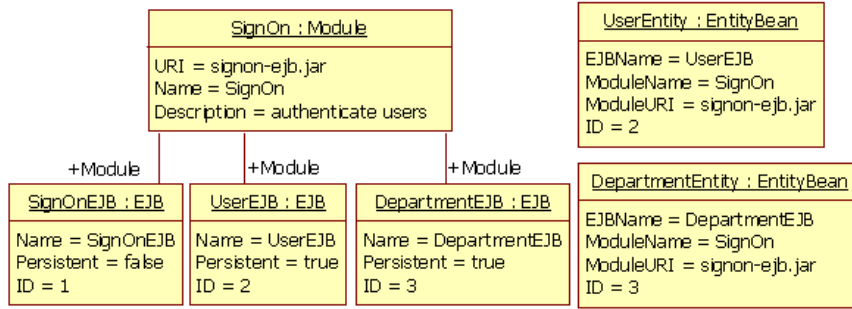 SignOn : Module
URI = signon-ejb.jar
Name = SignOn
Description = authenticate users
+Module
+Module
+Module
SignOnEJB : EJB
Name = SignOnEJB
Persistent = false
ID = 1
UserEJB : EJB
Name = UserEJB
Persistent = true
ID = 2
DepartmentEJB : EJB
Name = DepartmentEJB
Persistent = true
ID = 3
UserEntity : EntityBean
EJBName = UserEJB
ModuleName = SignOn
ModuleURI = signon-ejb.jar
ID = 2
DepartmentEntity : EntityBean
EJBName = DepartmentEJB
ModuleName = SignOn
ModuleURI = signon-ejb.jar
ID = 3